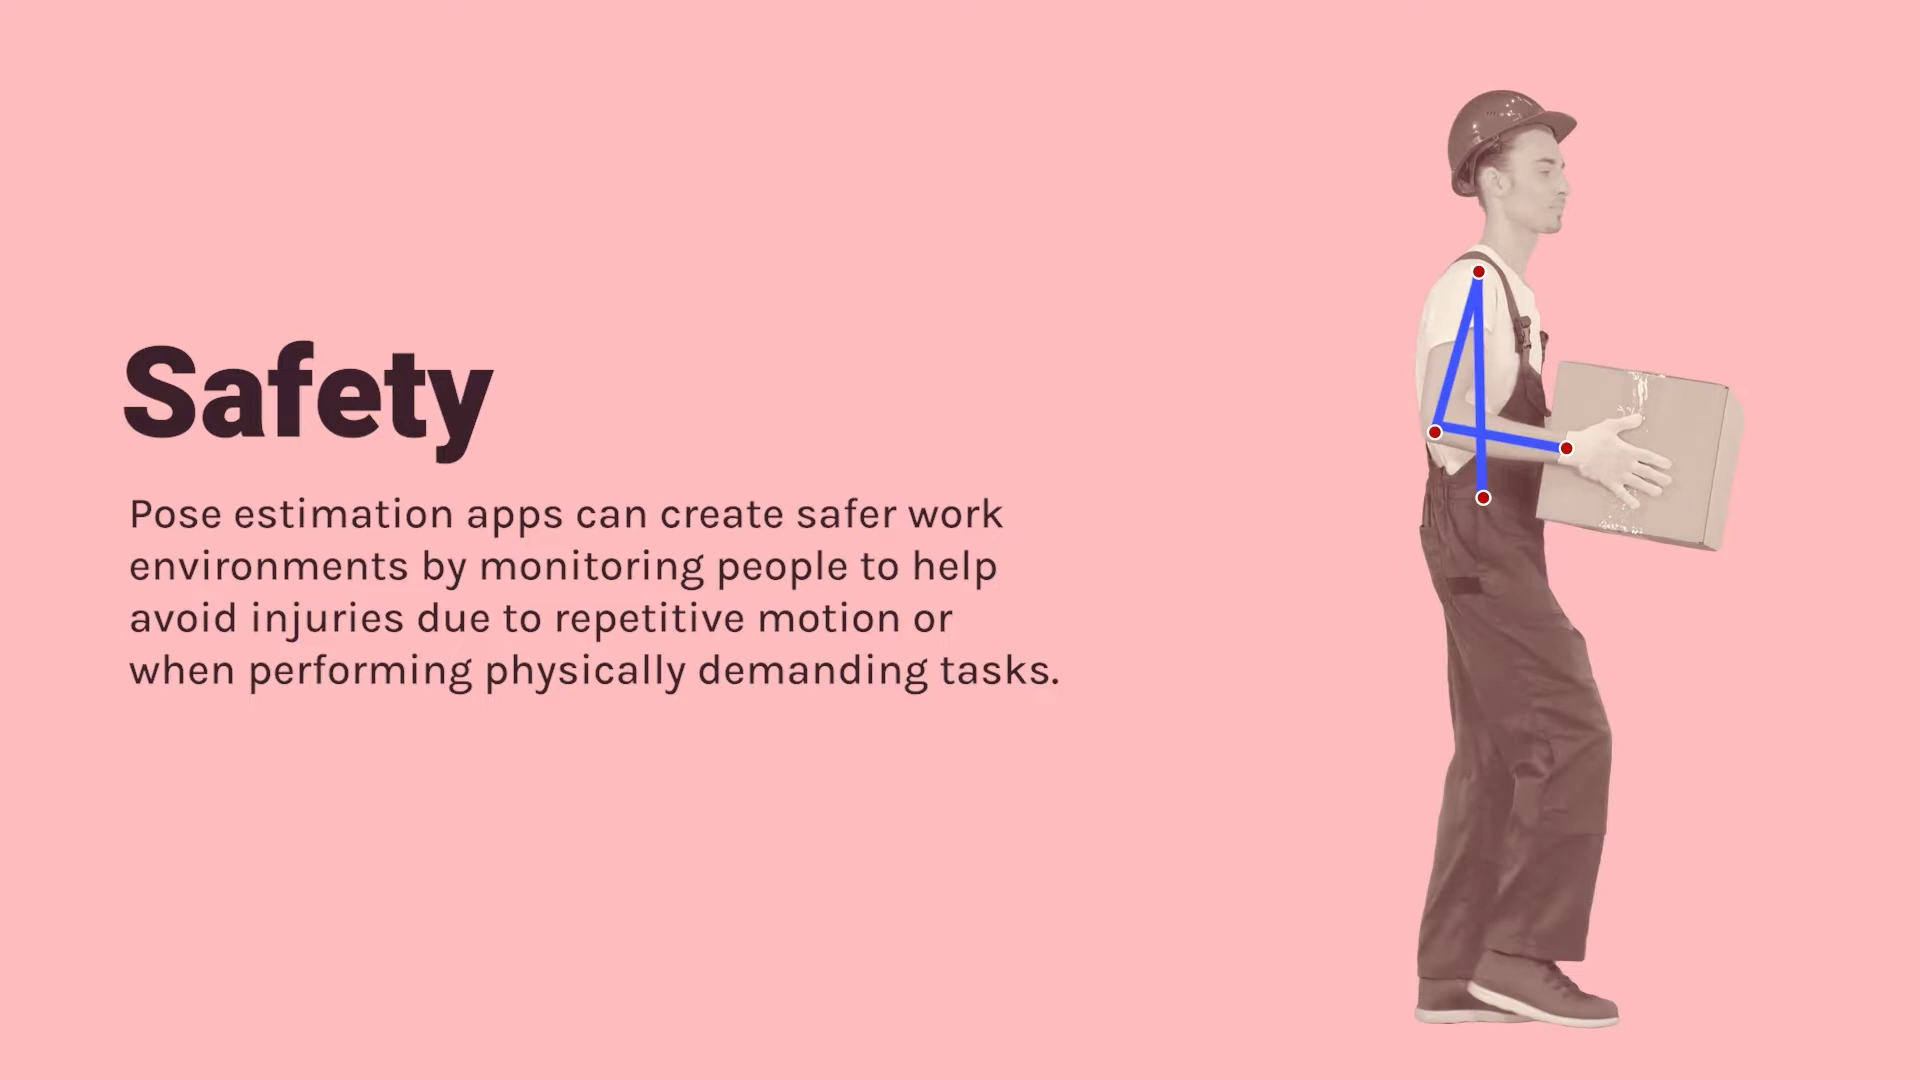 Safety
Pose estimation apps can create safer work
environments by monitoring people to help
avoid injuries due to repetitive motion or
when performing physically demanding tasks.